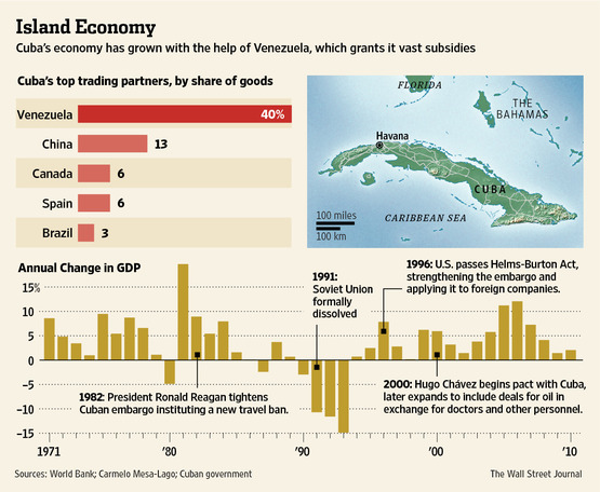 Island Economy
Cuba's economy has grown with the help of Venezuela, which grants it vast subsidies
Cuba's top trading partners, by share of goods
Venezuela 40%
China 13
Canada 6
Spain 6
Brazil 3
FLORIDA
THE
BAHAMAS
Havana
CUBA
100 miles
100 km
CARIBBEAN SEA
Annual Change in GDP
15%
10
5
0
–5
–10
–15
1991:
Soviet Union
formally
dissolved
1996: U.S. passes Helms-Burton Act,
strengthening the embargo and
applying it to foreign companies.
1982: President Ronald Reagan tightens
Cuban embargo instituting a new travel ban.
2000: Hugo Chávez begins pact with Cuba,
later expands to include deals for oil in
exchange for doctors and other personnel.
1971 '80 '90 '00 '10
Sources: World Bank; Carmelo Mesa-Lago; Cuban government
The Wall Street Journal